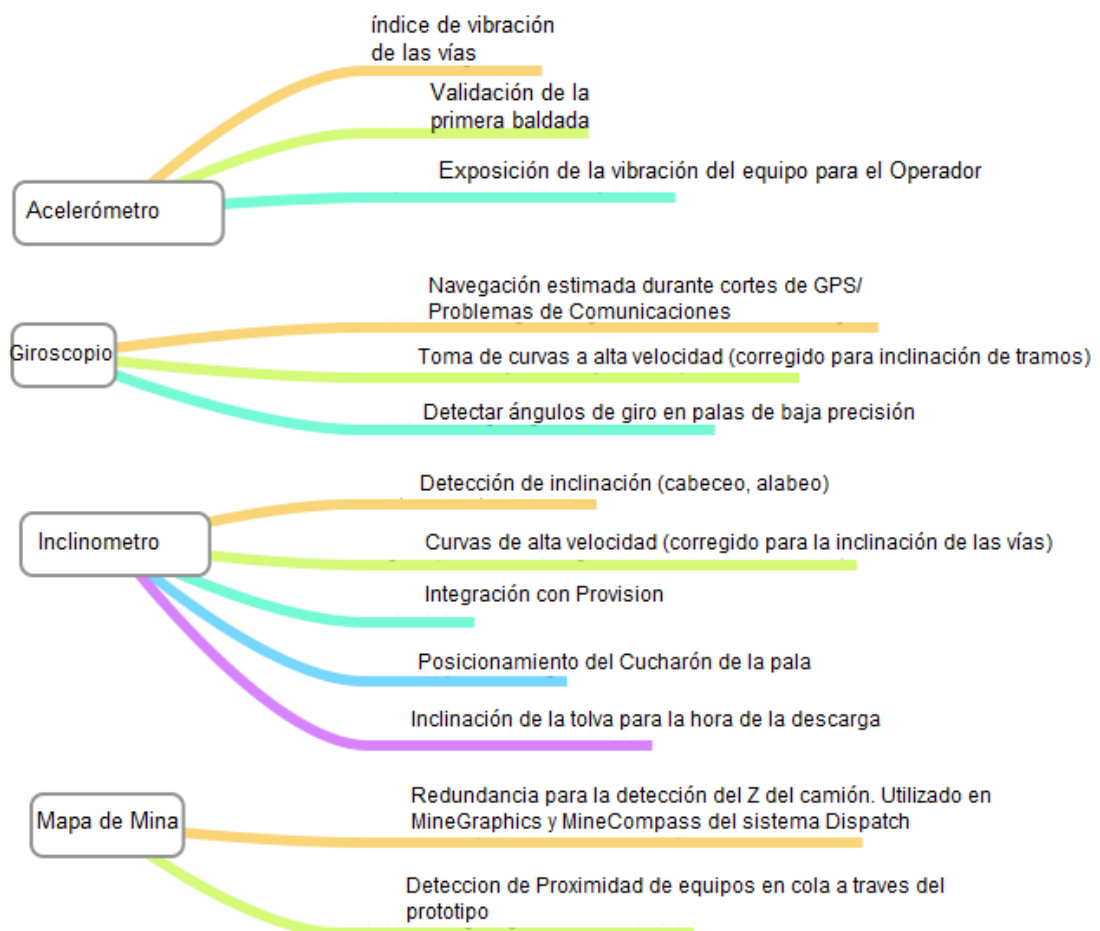 índice de vibración
de las vías
Validación de la
primera baldada
Exposición de la vibración del equipo para el Operador
Acelerómetro
Navegación estimada durante cortes de GPS/
Problemas de Comunicaciones
Giroscopio
Toma de curvas a alta velocidad (corregido para inclinación de tramos)
Detectar ángulos de giro en palas de baja precisión
Detección de inclinación (cabeceo, alabeo)
Inclinometro
Curvas de alta velocidad (corregido para la inclinación de las vías)
Integración con Provision
Posicionamiento del Cucharón de la pala
Inclinación de la tolva para la hora de la descarga
Redundancia para la detección del Z del camión. Utilizado en
MineGraphics y MineCompass del sistema Dispatch
Mapa de Mina
Deteccion de Proximidad de equipos en cola a traves del
prototipo